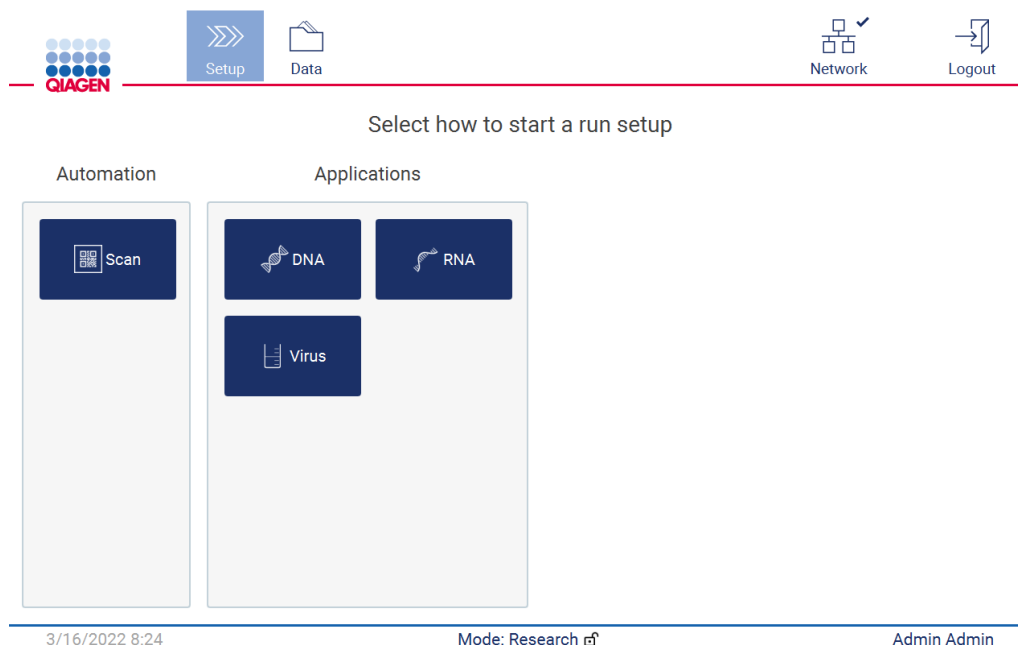 QIAGEN
Setup
Data
Network
Logout
Select how to start a run setup
Automation
Applications
Scan
DNA
RNA
Virus
3/16/2022 8:24
Mode: Research
Admin Admin